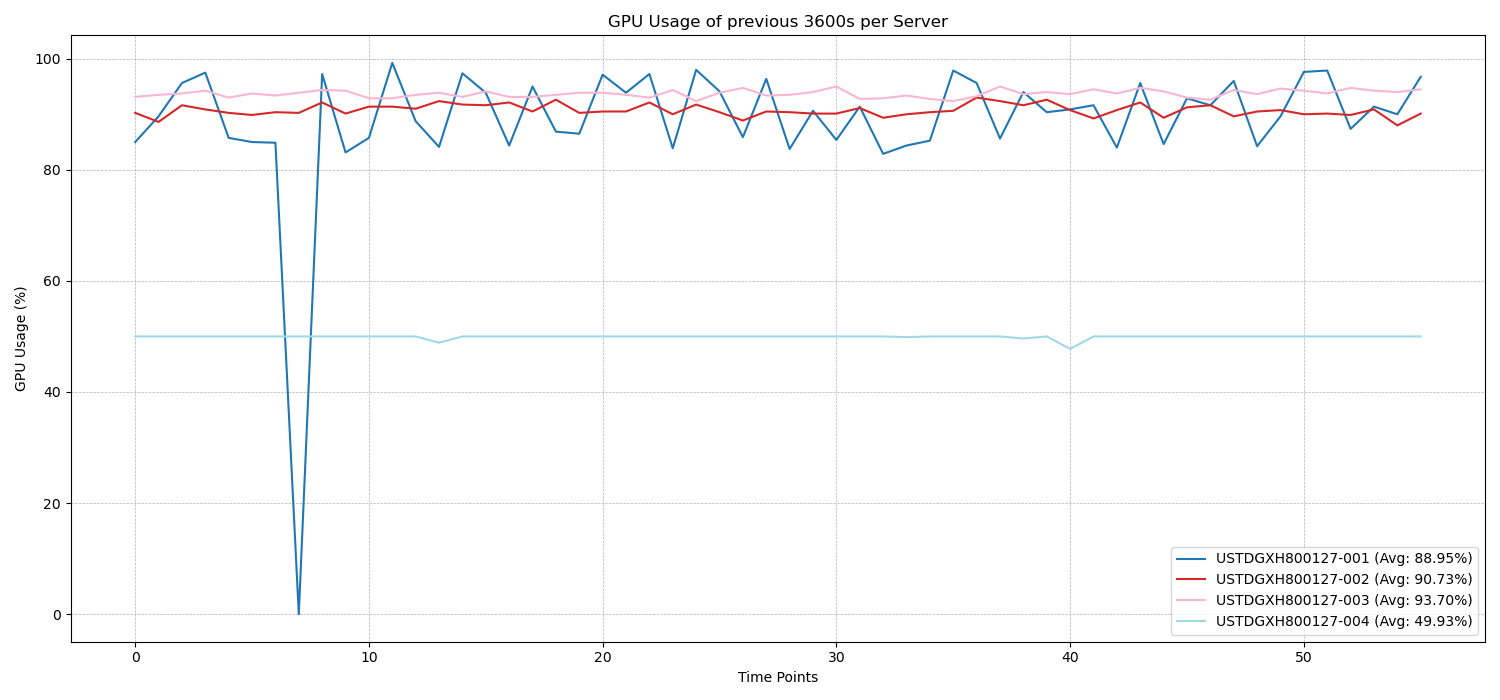 GPU Usage of previous 3600s per Server
100
80
60
40
20
0
GPU Usage (%)
USTDGXH800127-001 (Avg: 88.95%)
USTDGXH800127-002 (Avg: 90.73%)
USTDGXH800127-003 (Avg: 93.70%)
USTDGXH800127-004 (Avg: 49.93%)
0 10 20 30 40 50
Time Points